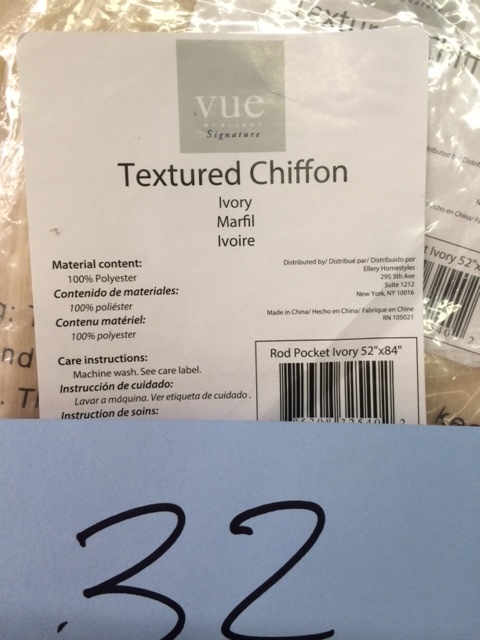 vue
Signature
Textured Chiffon
Ivory
Marfil
Ivoire
Material content:
100% Polyester
Contenido de materiales:
100% poliéster
Contenu matériel:
100% polyester
Care instructions:
Machine wash. See care label.
Instrucción de cuidado:
Lavar a máquina. Ver etiqueta de cuidado.
Instruction de soins:
Distributed by/ Distribué par/ Distribuido por
Ellery Homestyles
295 5th Ave
Suite 1212
New York, NY 10016
Made in China/ Hecho en China/ Fabrique en Chine
RN 105021
Rod Pocket Ivory 52"x84"
32